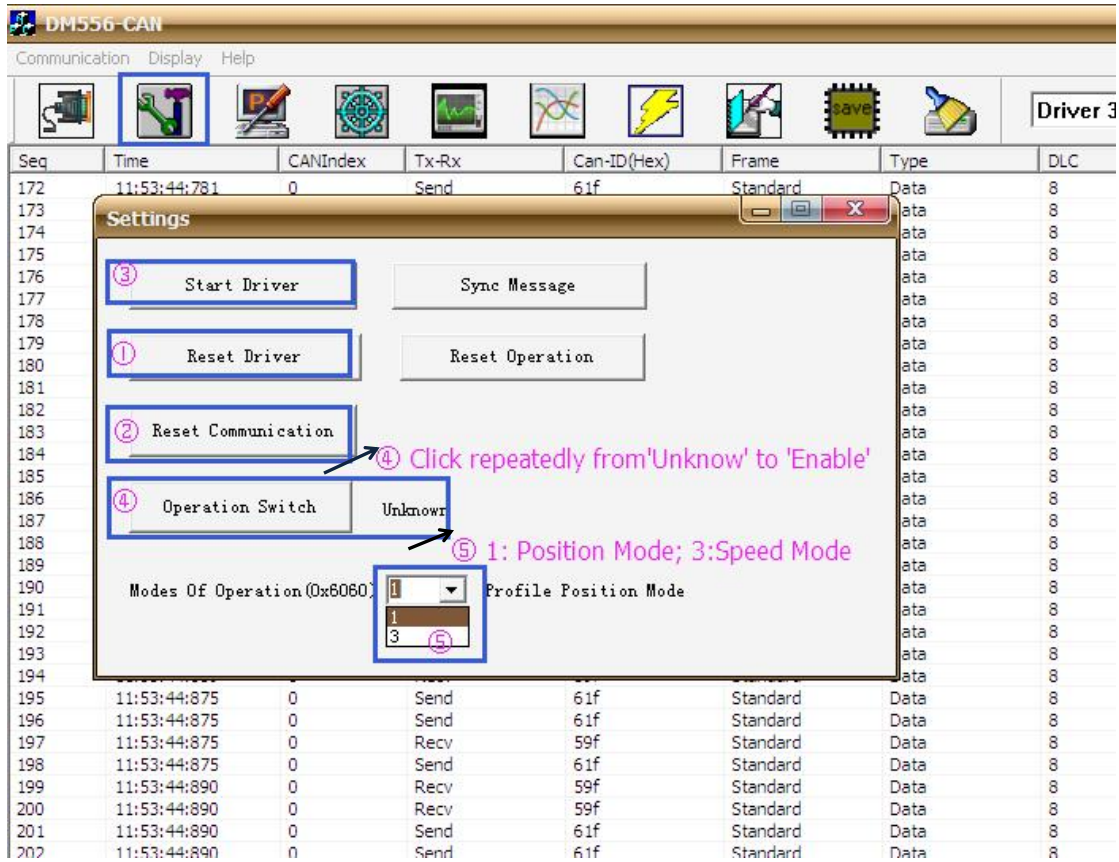 DM556-CAN
Communication Display Help
P
save
Driver 3
Seq Time CANIndex Tx-Rx Can-ID(Hex) Frame Type DLC
172 11:53:44:781 0 Send 61f Standard Data 8
173 ata 8
Settings
174 ata 8
175 ata 8
176 ata 8
③ Start Driver Sync Message
177 ata 8
178 ata 8
179 ata 8
① Reset Driver Reset Operation
180 ata 8
181 ata 8
182 ata 8
183 ata 8
② Reset Communication
184 ata 8
④ Click repeatedly from'Unknow' to 'Enable'
185 ata 8
186 ata 8
④ Operation Switch Unknown
187 ata 8
188 ata 8
⑤ 1: Position Mode; 3:Speed Mode
189 ata 8
190 ata 8
Modes Of Operation(0x6060) 1 Profile Position Mode
191 ata 8
1
192 ata 8
3 ⑤
193 ata 8
194 ata 8
195 11:53:44:875 0 Send 61f Standard Data 8
196 11:53:44:875 0 Send 61f Standard Data 8
197 11:53:44:875 0 Recv 59f Standard Data 8
198 11:53:44:875 0 Send 61f Standard Data 8
199 11:53:44:890 0 Recv 59f Standard Data 8
200 11:53:44:890 0 Recv 59f Standard Data 8
201 11:53:44:890 0 Send 61f Standard Data 8
202 11:53:44:890 0 Send 61f Standard Data 8